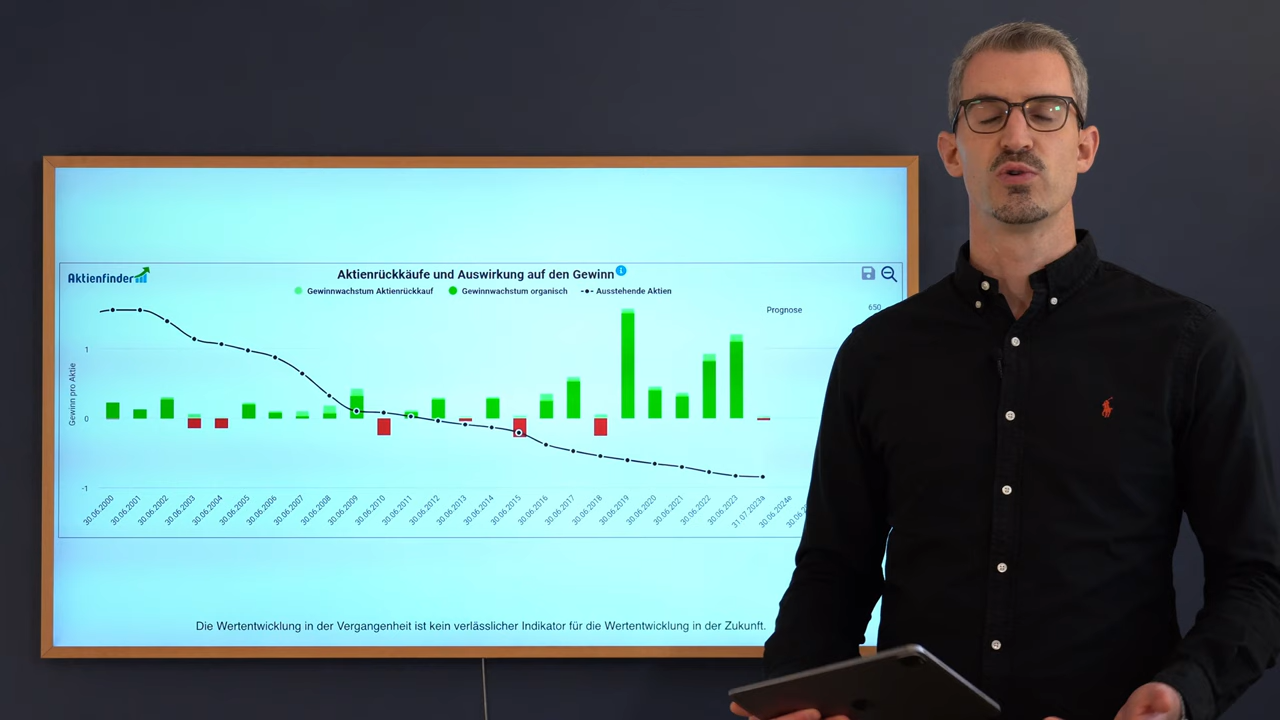 Aktienfinder
Aktienrückkäufe und Auswirkung auf den Gewinn
Gewinnwachstum Aktienrückkauf
Gewinnwachstum organisch
Ausstehende Aktien
Prognose
650
Gewinn pro Aktie
1
0
-1
30.06.2000
30.06.2001
30.06.2002
30.06.2003
30.06.2004
30.06.2005
30.06.2006
30.06.2007
30.06.2008
30.06.2009
30.06.2010
30.06.2011
30.06.2012
30.06.2013
30.06.2014
30.06.2015
30.06.2016
30.06.2017
30.06.2018
30.06.2019
30.06.2020
30.06.2021
30.06.2022
30.06.2023
31.07.2023a
30.06.2024e
Die Wertentwicklung in der Vergangenheit ist kein verlässlicher Indikator für die Wertentwicklung in der Zukunft.